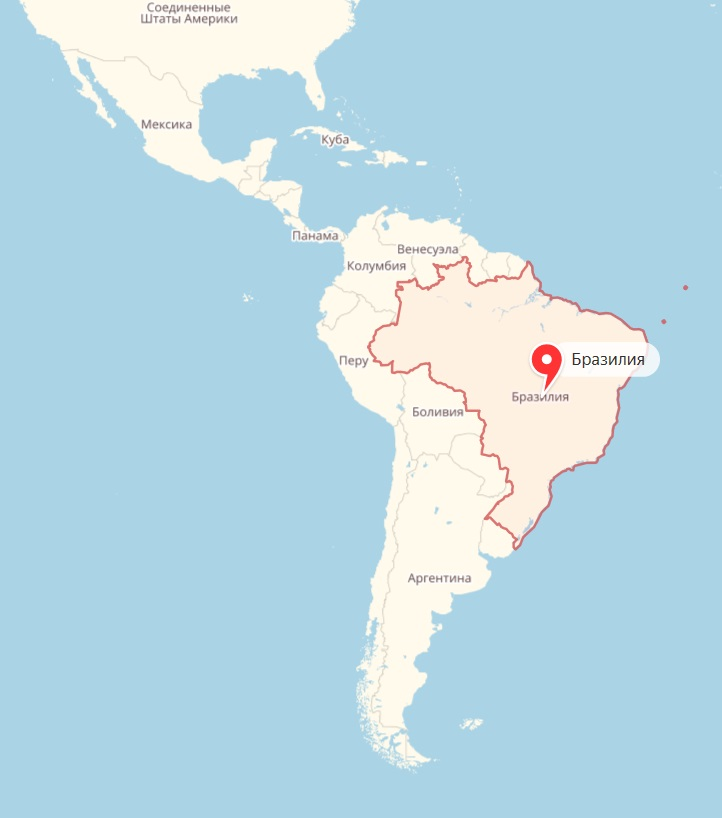 Соединенные
Штаты Америки
Мексика
Куба
Панама
Венесуэла
Колумбия
Перу
Бразилия
Бразилия
Боливия
Аргентина